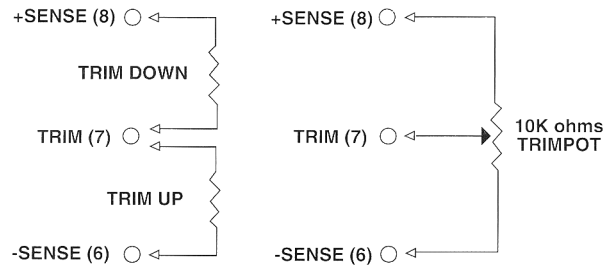 +SENSE (8)
TRIM DOWN
TRIM (7)
TRIM UP
-SENSE (6)
+SENSE (8)
TRIM (7)
10K ohms
TRIMPOT
-SENSE (6)